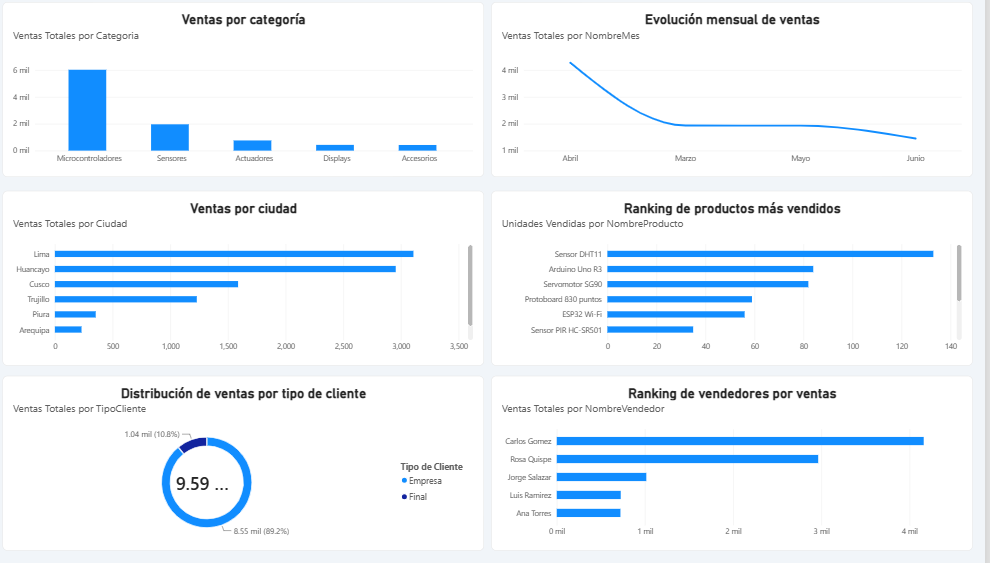 Ventas por categoría
Ventas Totales por Categoria
6 mil
4 mil
2 mil
0 mil
Microcontroladores Sensores Actuadores Displays Accesorios
Evolución mensual de ventas
Ventas Totales por NombreMes
4 mil
3 mil
2 mil
1 mil
Abril Marzo Mayo Junio
Ventas por ciudad
Ventas Totales por Ciudad
Lima
Huancayo
Cusco
Trujillo
Piura
Arequipa
0 500 1,000 1,500 2,000 2,500 3,000 3,500
Ranking de productos más vendidos
Unidades Vendidas por NombreProducto
Sensor DHT11
Arduino Uno R3
Servomotor SG90
Protoboard 830 puntos
ESP32 Wi-Fi
Sensor PIR HC-SR501
0 20 40 60 80 100 120 140
Distribución de ventas por tipo de cliente
Ventas Totales por TipoCliente
1.04 mil (10.8%)
9.59 ...
8.55 mil (89.2%)
Tipo de Cliente
Empresa
Final
Ranking de vendedores por ventas
Ventas Totales por NombreVendedor
Carlos Gomez
Rosa Quispe
Jorge Salazar
Luis Ramirez
Ana Torres
0 mil 1 mil 2 mil 3 mil 4 mil